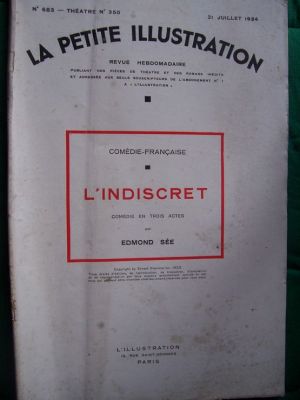 N° 683 - THÉATRE N° 350
21 JUILLET 1934
LA PETITE ILLUSTRATION
REVUE HEBDOMADAIRE
PUBLIANT DES PIÈCES DE THÉATRE ET DES ROMANS INÉDITS
ET ADRESSÉE AUX SEULS SOUSCRIPTEURS DE L'ABONNEMENT N° 1
A « L'ILLUSTRATION »
COMÉDIE-FRANÇAISE
L'INDISCRET
COMÉDIE EN TROIS ACTES
par
EDMOND SÉE
L'ILLUSTRATION
13, RUE SAINT-GEORGES
PARIS